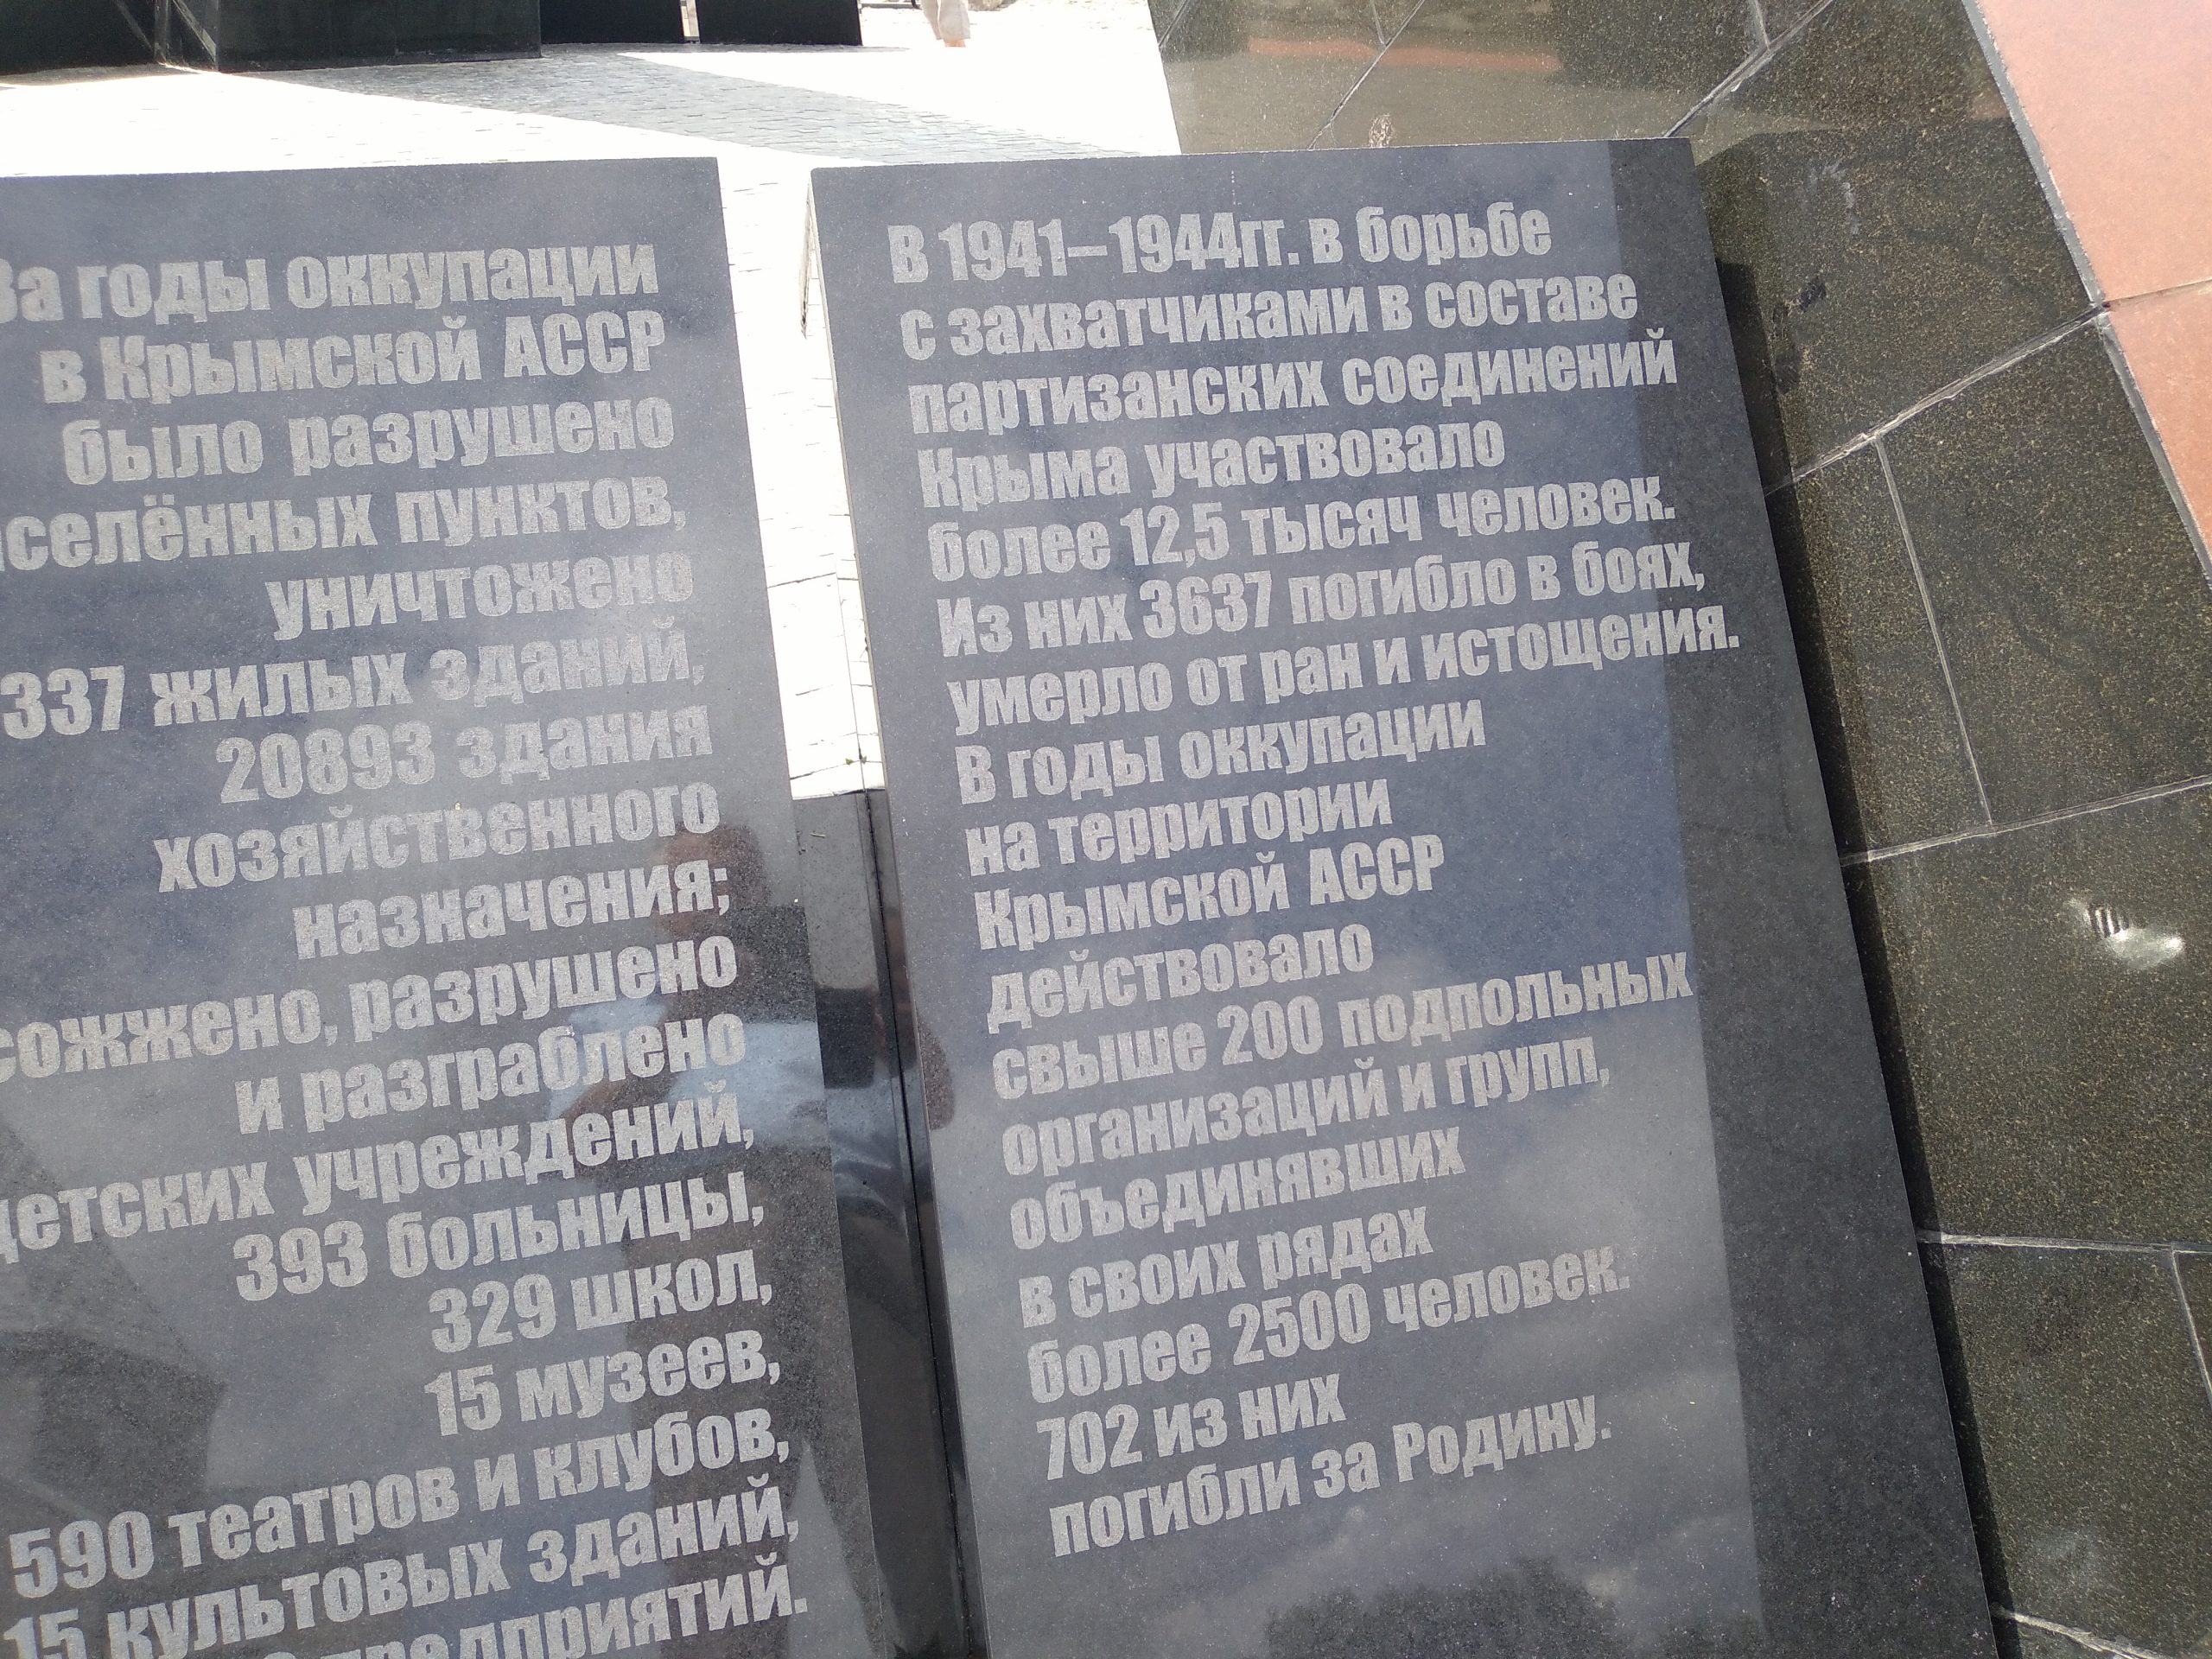 За годы оккупации
в Крымской АССР
было разрушено
пунктов,
уничтожено
337 жилых зданий,
20893 здания
хозяйственного
назначения;
сожжено, разрушено
и разграблено
детских учреждений,
393 больницы,
329 школ,
15 музеев,
590 театров и клубов,
15 культовых зданий,
предприятий.
В 1941–1944гг. в борьбе
с захватчиками в составе
партизанских соединений
Крыма участвовало
более 12,5 тысяч человек.
Из них 3637 погибло в боях,
умерло от ран и истощения.
В годы оккупации
на территории
Крымской АССР
действовало
свыше 200 подпольных
организаций и групп,
объединявших
в своих рядах
более 2500 человек.
702 из них
погибли за Родину.